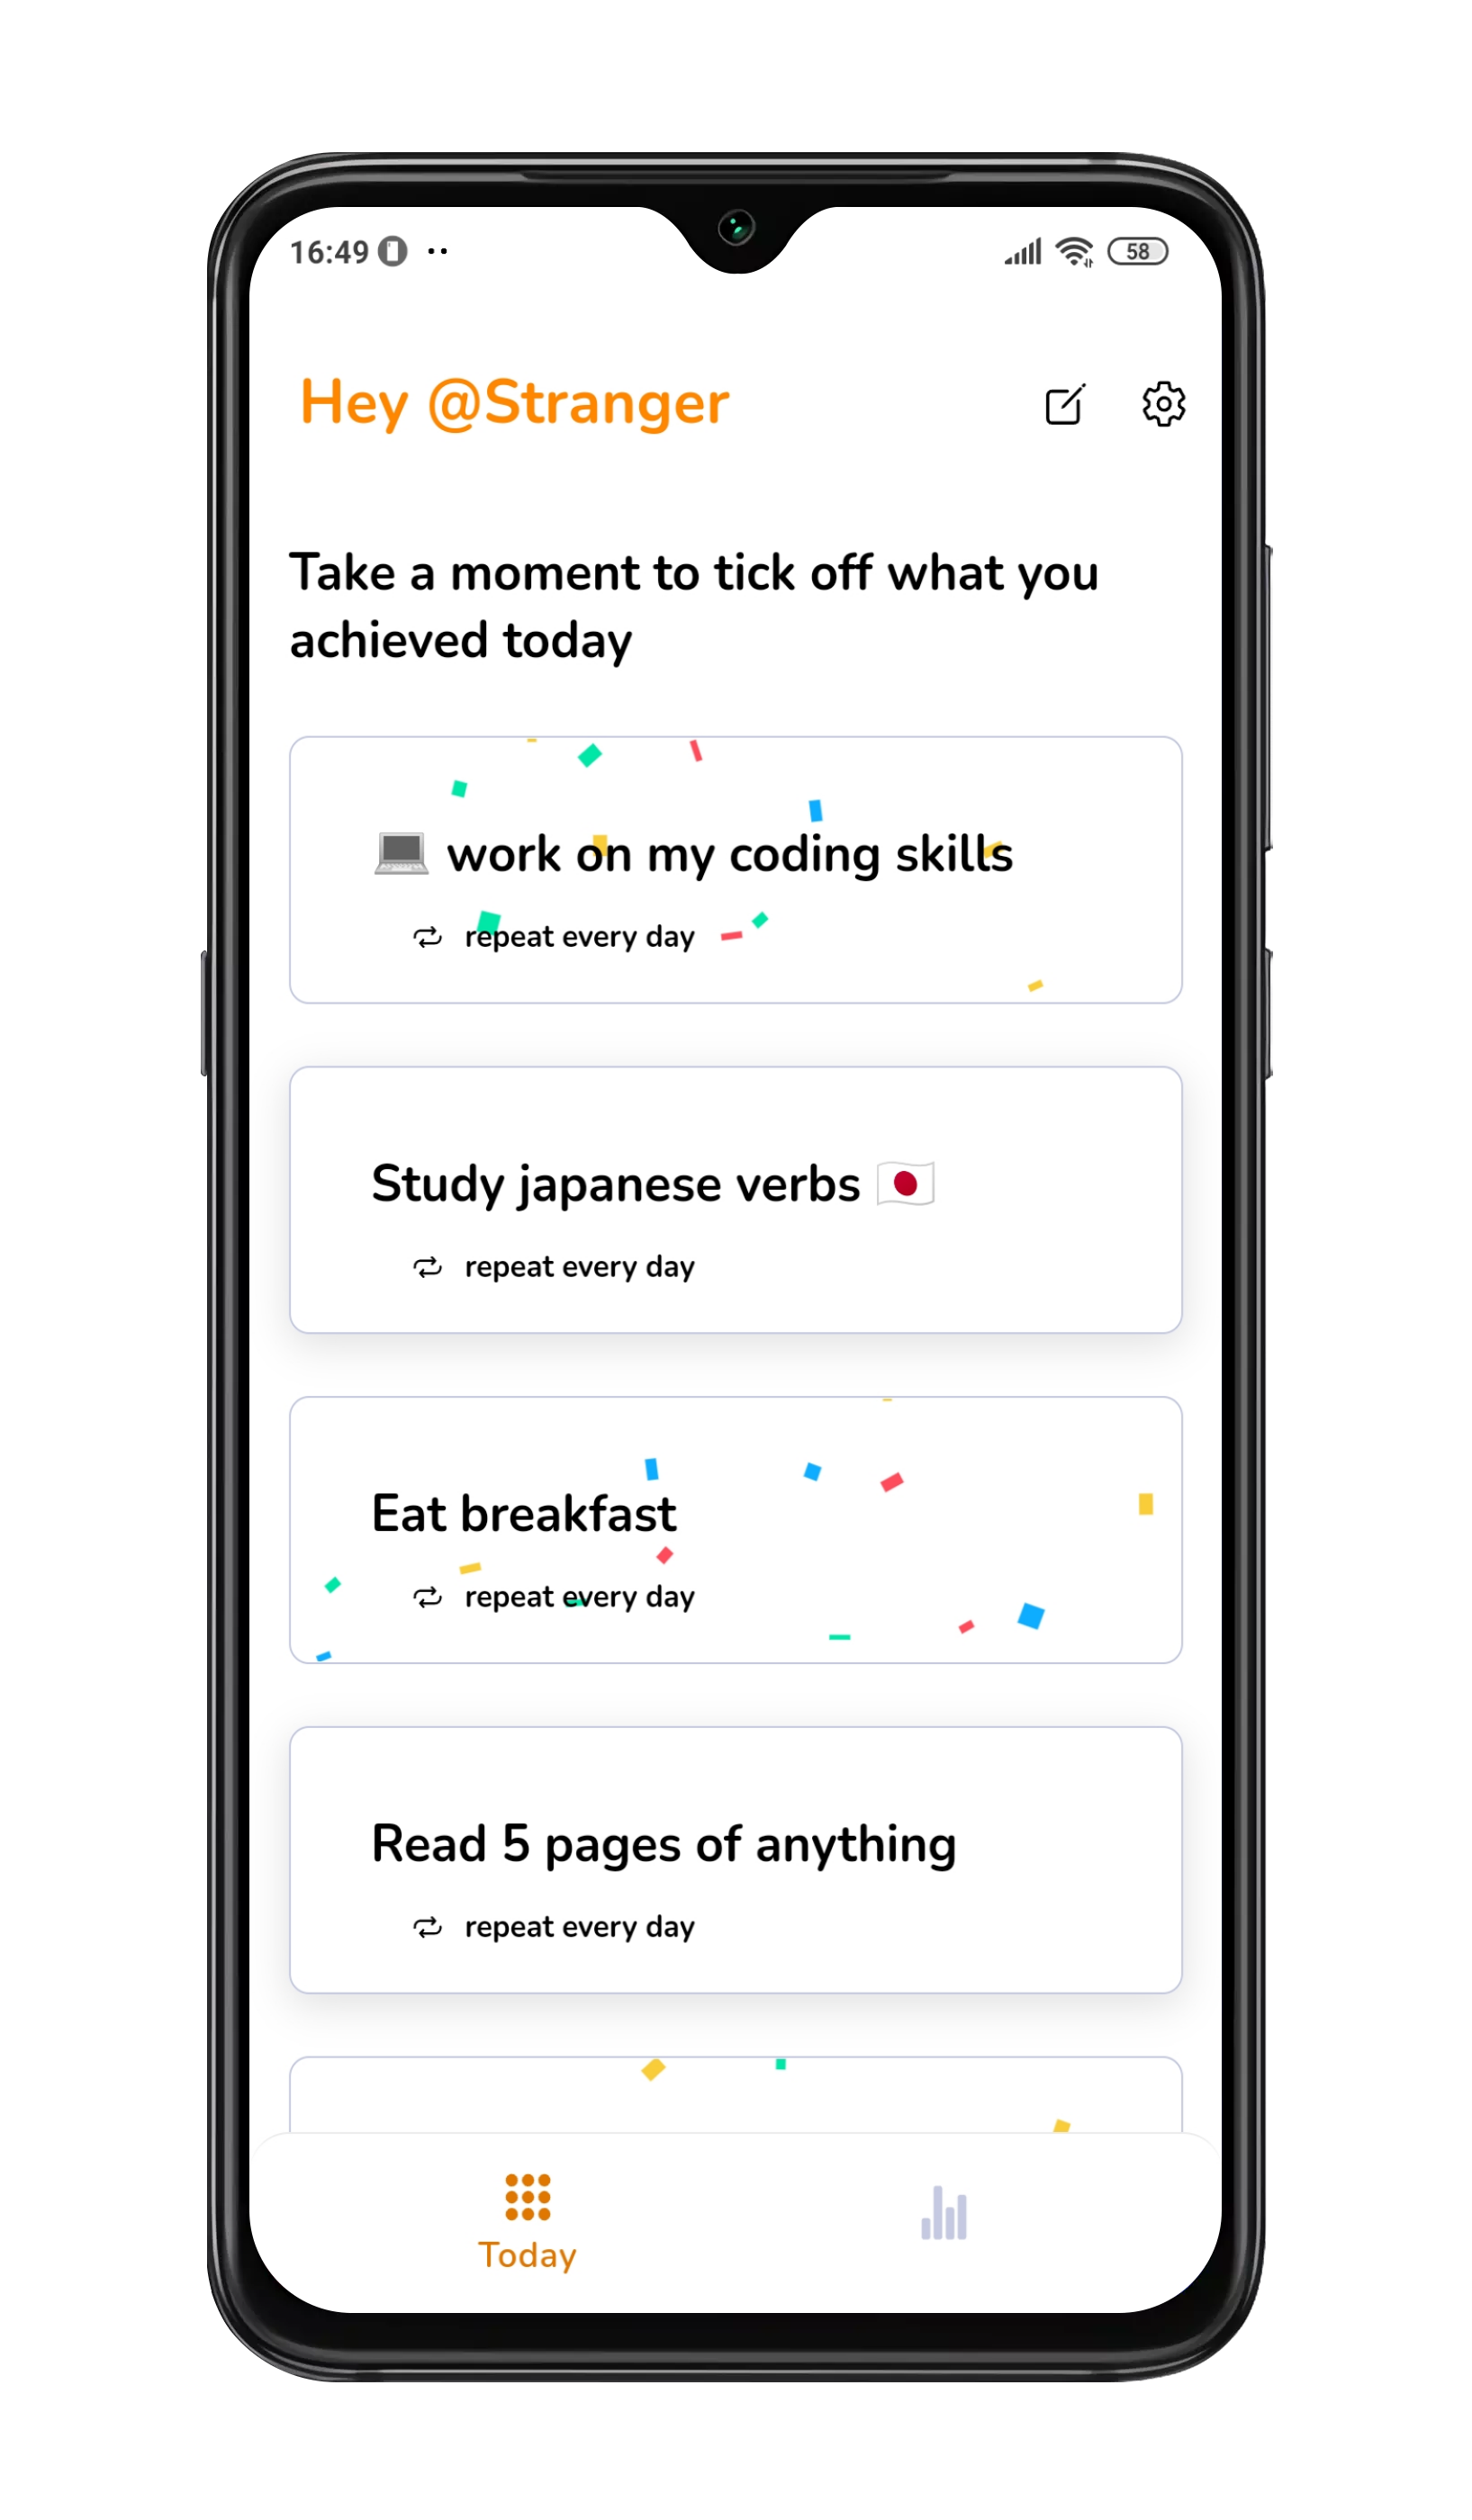 16:49
58
Hey @Stranger
Take a moment to tick off what you
achieved today
💻 work on my coding skills
repeat every day
Study japanese verbs 🇯🇵
repeat every day
Eat breakfast
repeat every day
Read 5 pages of anything
repeat every day
Today